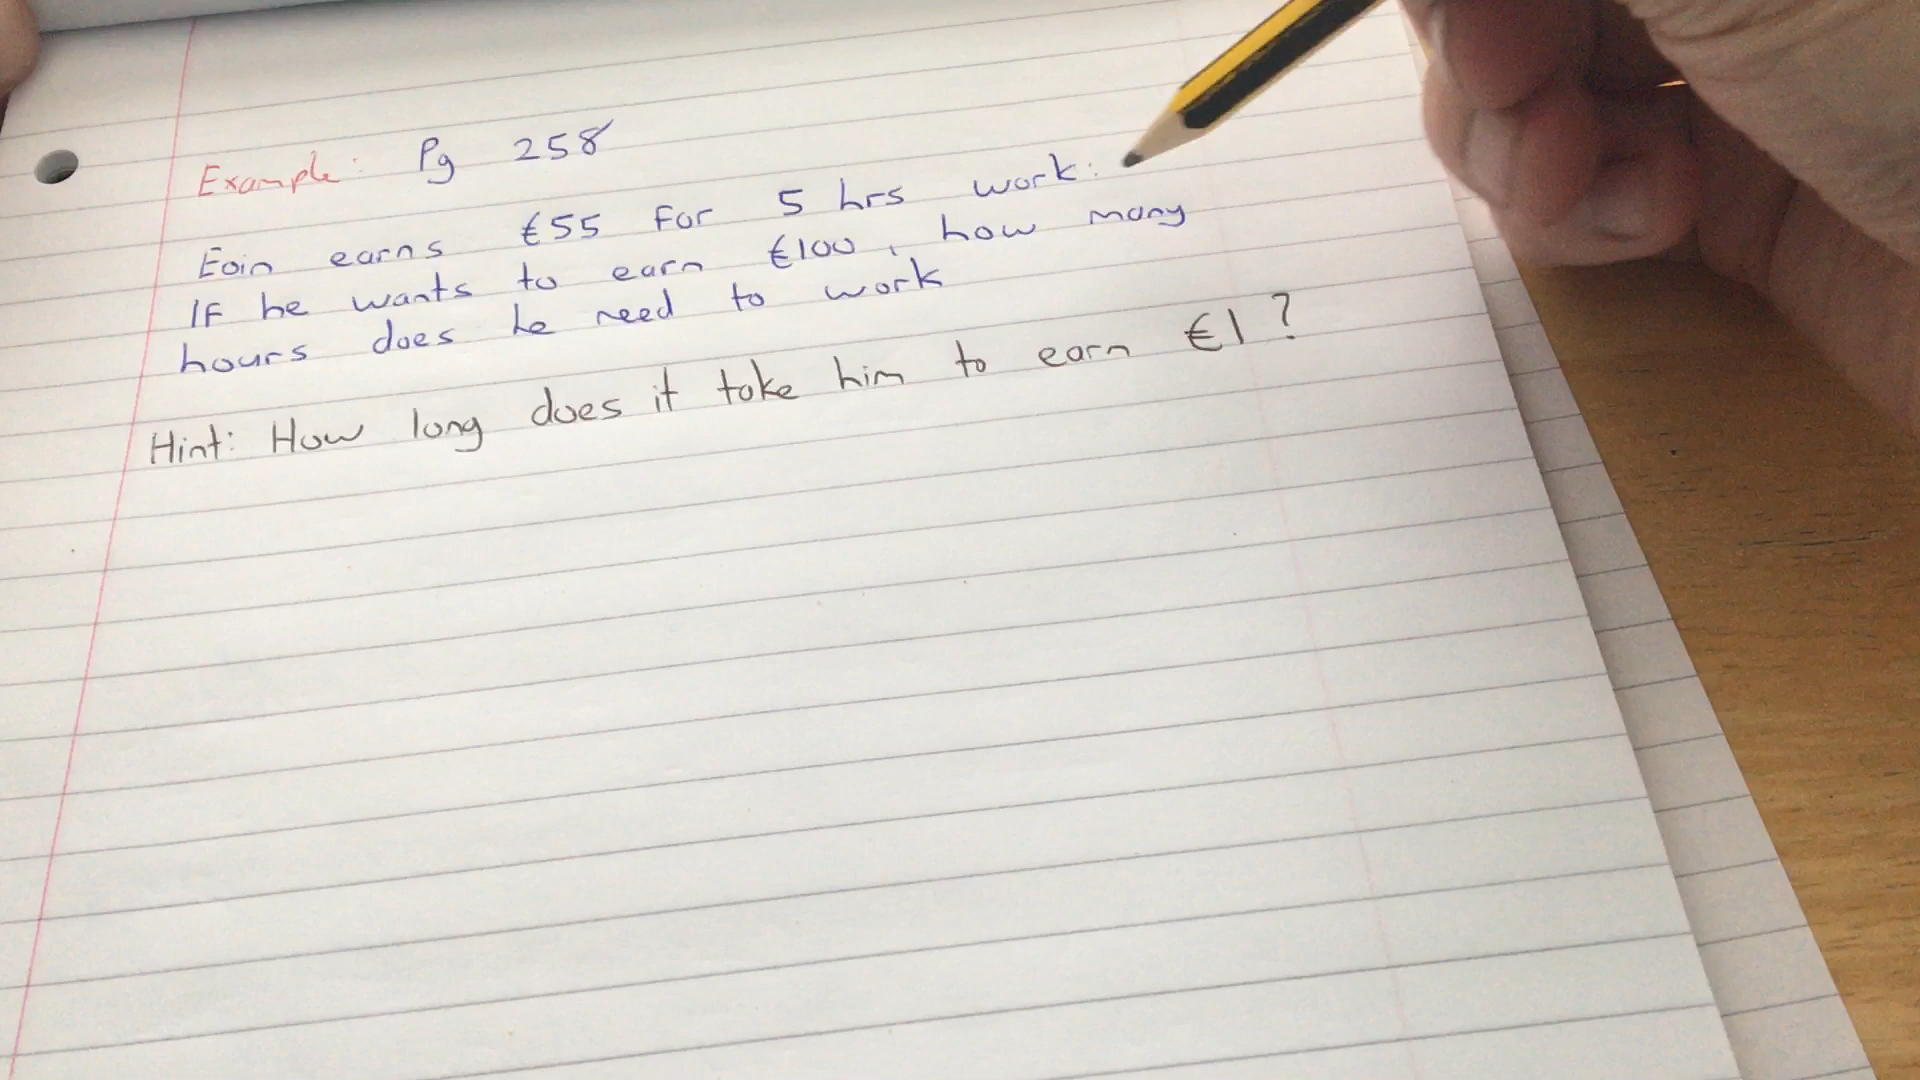 Example: Pg 258
Eoin earns €55 for 5 hrs work.
If he wants to earn €100, how many
hours does he need to work
Hint: How long does it take him to earn €1?